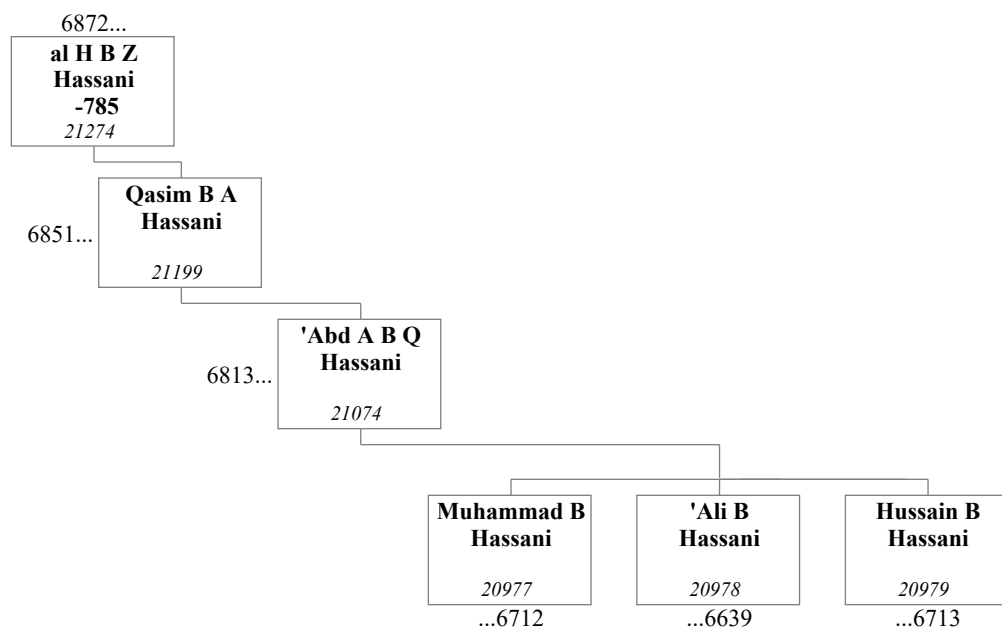 6872...
al H B Z
Hassani
-785
21274
Qasim B A
Hassani
6851...
21199
'Abd A B Q
Hassani
6813...
21074
Muhammad B
Hassani
20977
...6712
'Ali B
Hassani
20978
...6639
Hussain B
Hassani
20979
...6713